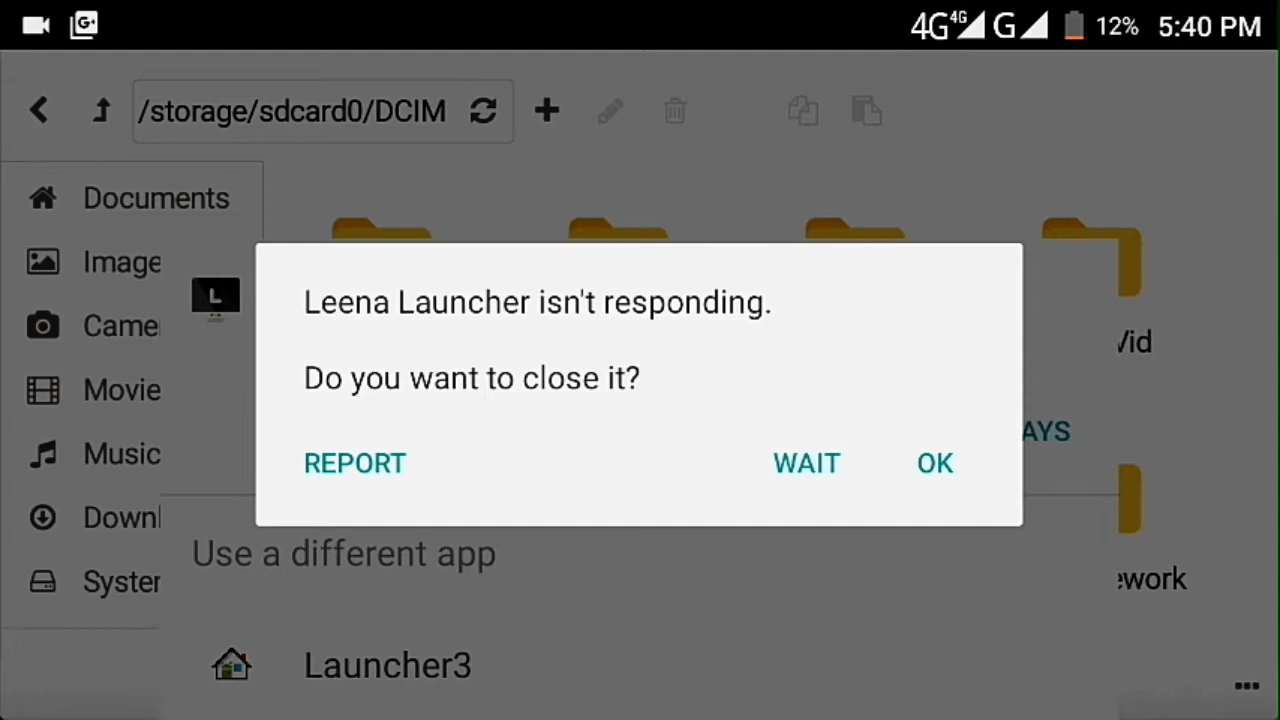 G+ 4G 4G G 12% 5:40 PM
/storage/sdcard0/DCIM
Documents
Image
Came
Movie
Music
Downl
System
L
Vid
Leena Launcher isn't responding.
Do you want to close it?
AYS
REPORT WAIT OK
Use a different app
ework
Launcher3